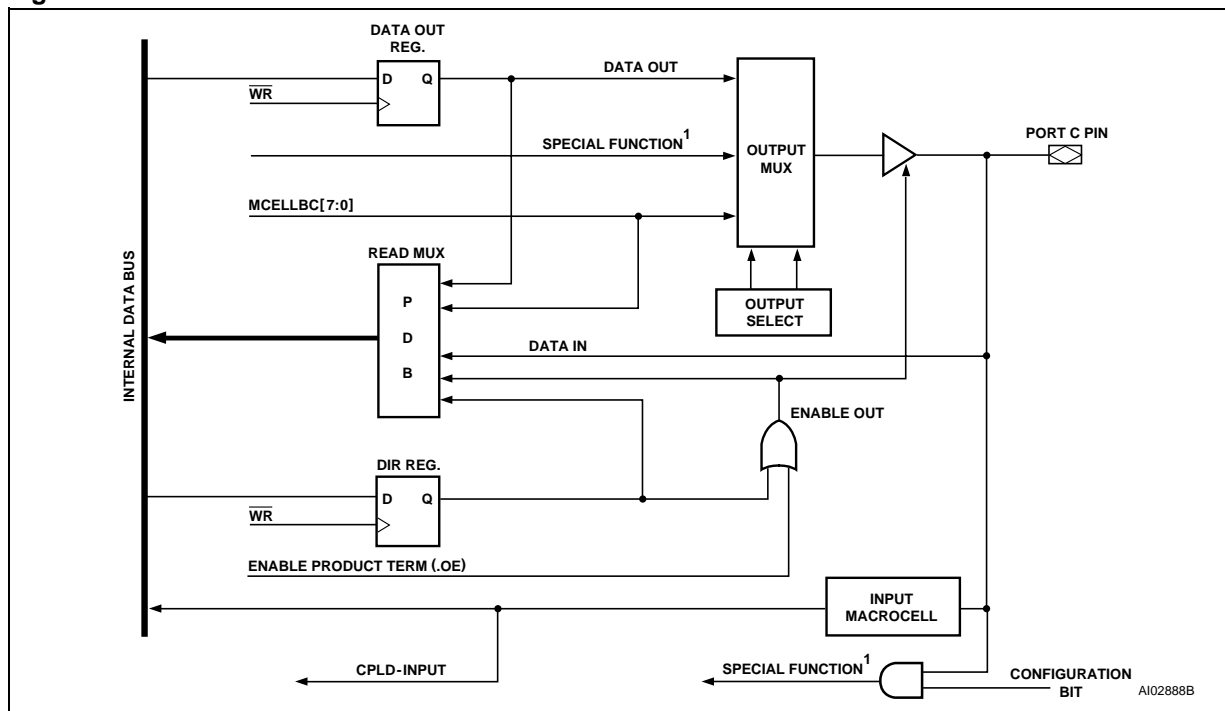 DATA OUT
REG.
D Q
WR
DATA OUT
SPECIAL FUNCTION1
OUTPUT
MUX
PORT C PIN
MCELLBC[7:0]
READ MUX
P
D
B
OUTPUT
SELECT
INTERNAL DATA BUS
DATA IN
ENABLE OUT
DIR REG.
D Q
WR
ENABLE PRODUCT TERM (.OE)
INPUT
MACROCELL
CPLD-INPUT
SPECIAL FUNCTION1
CONFIGURATION
BIT
AI02888B